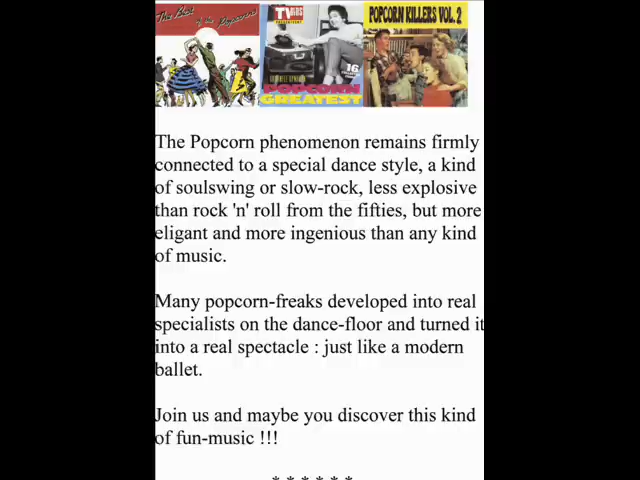 The Best of the Popcorns
TV
16
POPCORN
GREATEST
POPCORN KILLERS VOL. 2
The Popcorn phenomenon remains firmly
connected to a special dance style, a kind
of soulswing or slow-rock, less explosive
than rock 'n' roll from the fifties, but more
eligant and more ingenious than any kind
of music.
Many popcorn-freaks developed into real
specialists on the dance-floor and turned it
into a real spectacle : just like a modern
ballet.
Join us and maybe you discover this kind
of fun-music !!!
* * * * * *